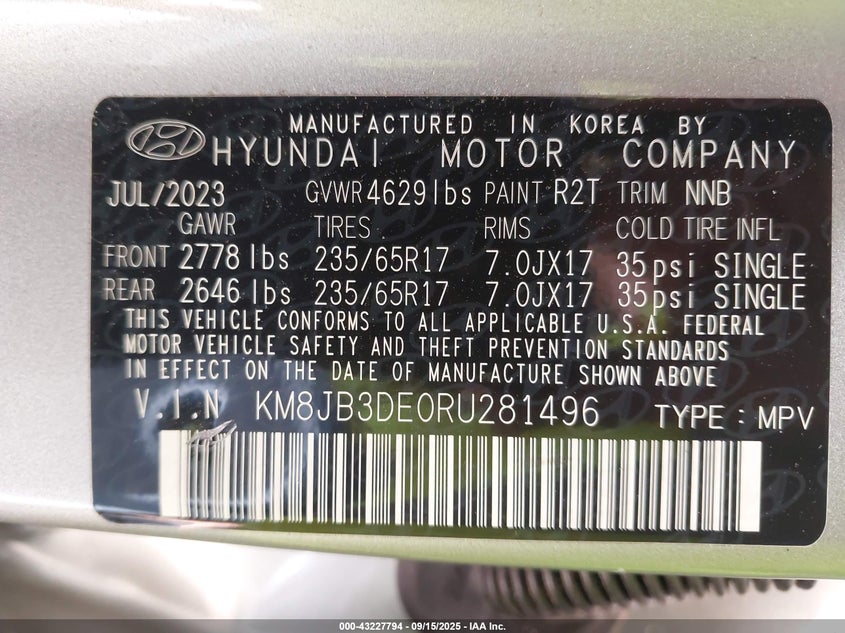 MANUFACTURED IN KOREA BY
HYUNDAI MOTOR COMPANY
JUL/2023 GVWR 4629lbs PAINT R2T TRIM NNB
GAWR TIRES RIMS COLD TIRE INFL
FRONT 2778 lbs 235/65R17 7.0JX17 35psi SINGLE
REAR 2646 lbs 235/65R17 7.0JX17 35psi SINGLE
THIS VEHICLE CONFORMS TO ALL APPLICABLE U.S.A. FEDERAL
MOTOR VEHICLE SAFETY AND THEFT PREVENTION STANDARDS
IN EFFECT ON THE DATE OF MANUFACTURE SHOWN ABOVE
V.I.N KM8JB3DE0RU281496 TYPE : MPV
000-43227794 - 09/15/2025 - IAA Inc.